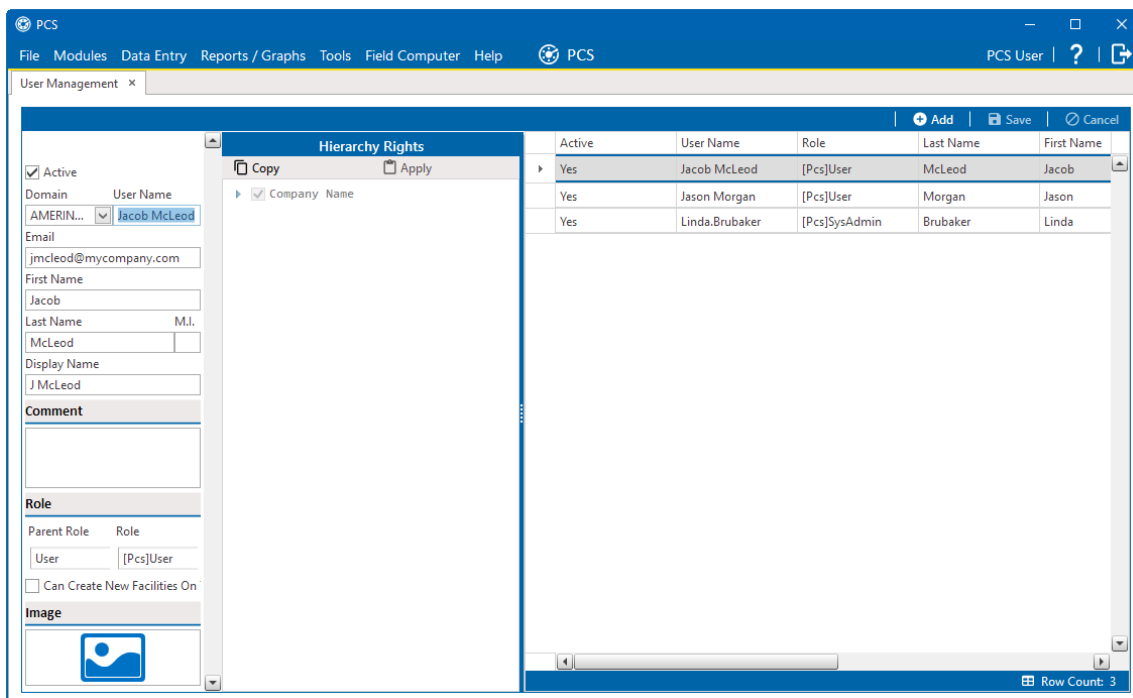 PCS
File Modules Data Entry Reports / Graphs Tools Field Computer Help PCS PCS User | ? |
User Management ×
Add | Save | Cancel
Hierarchy Rights
Copy Apply
Company Name
Active
Domain User Name
AMERIN... Jacob McLeod
Email
jmcleod@mycompany.com
First Name
Jacob
Last Name M.I.
McLeod
Display Name
J McLeod
Comment
Role
Parent Role Role
User [Pcs]User
Can Create New Facilities On
Image
Active User Name Role Last Name First Name
Yes Jacob McLeod [Pcs]User McLeod Jacob
Yes Jason Morgan [Pcs]User Morgan Jason
Yes Linda.Brubaker [Pcs]SysAdmin Brubaker Linda
Row Count: 3